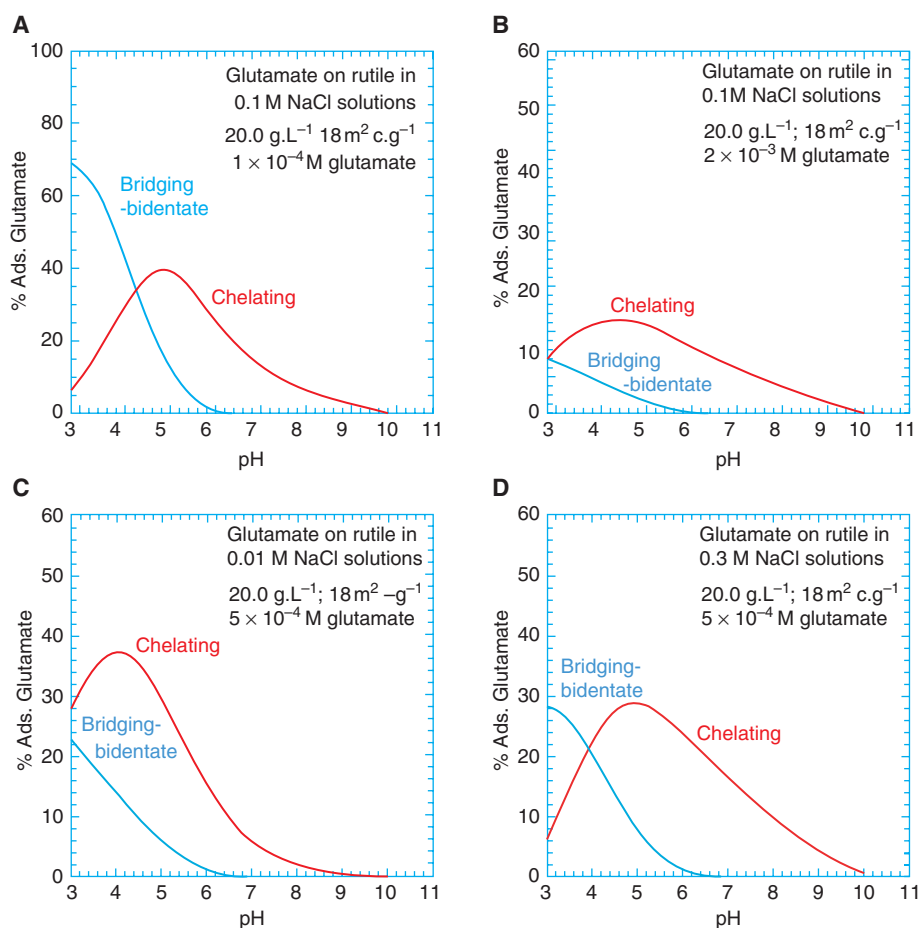 A
Glutamate on rutile in
0.1 M NaCl solutions
20.0 g.L⁻¹ 18 m² c.g⁻¹
1 × 10⁻⁴ M glutamate
Bridging
-bidentate
Chelating
% Ads. Glutamate
100
80
60
40
20
0
3 4 5 6 7 8 9 10 11
pH
B
Glutamate on rutile in
0.1M NaCl solutions
20.0 g.L⁻¹; 18 m² c.g⁻¹
2 × 10⁻³ M glutamate
Chelating
Bridging
-bidentate
% Ads. Glutamate
60
50
40
30
20
10
0
3 4 5 6 7 8 9 10 11
pH
C
Glutamate on rutile in
0.01 M NaCl solutions
20.0 g.L⁻¹; 18 m² –g⁻¹
5 × 10⁻⁴ M glutamate
Chelating
Bridging-
bidentate
% Ads. Glutamate
60
50
40
30
20
10
0
3 4 5 6 7 8 9 10 11
pH
D
Glutamate on rutile in
0.3 M NaCl solutions
20.0 g.L⁻¹; 18 m² c.g⁻¹
5 × 10⁻⁴ M glutamate
Bridging-
bidentate
Chelating
% Ads. Glutamate
60
50
40
30
20
10
0
3 4 5 6 7 8 9 10 11
pH